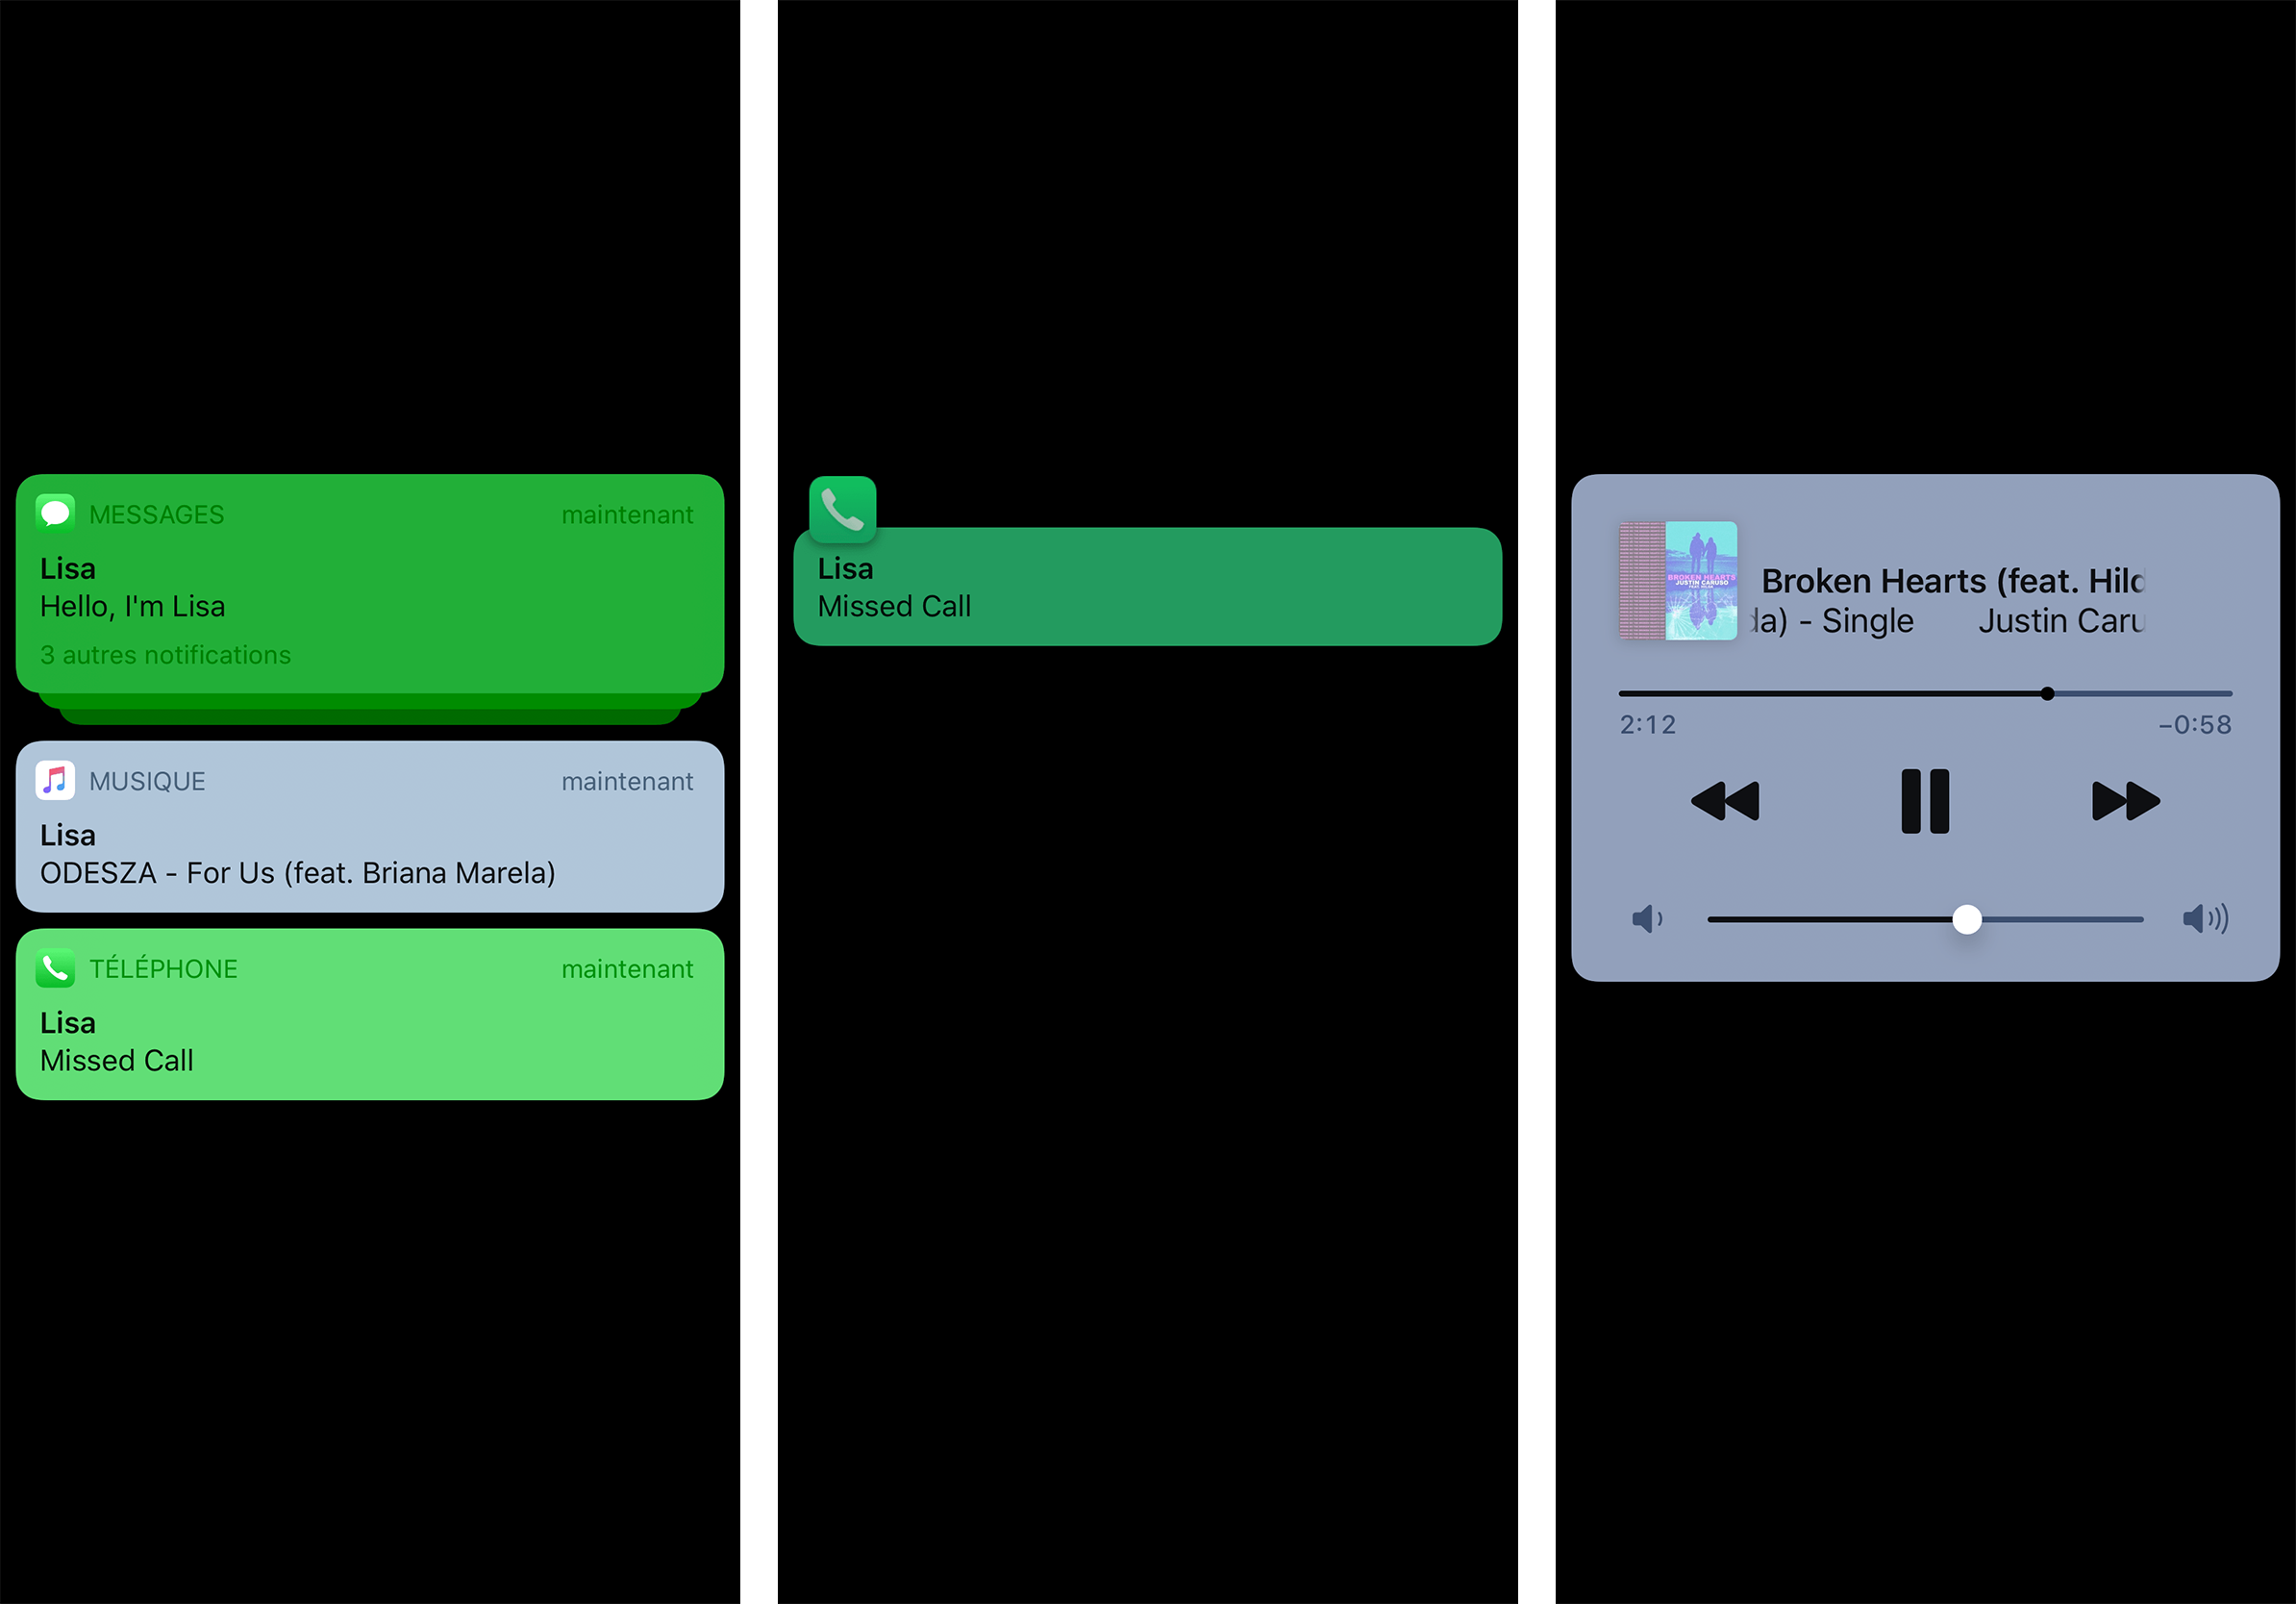 MESSAGES maintenant
Lisa
Hello, I'm Lisa
3 autres notifications
MUSIQUE maintenant
Lisa
ODESZA - For Us (feat. Briana Marela)
TÉLÉPHONE maintenant
Lisa
Missed Call
Lisa
Missed Call
BROKEN HEARTS
JUSTIN CARUSO
Broken Hearts (feat. Hild
da) - Single Justin Caru
2:12 −0:58